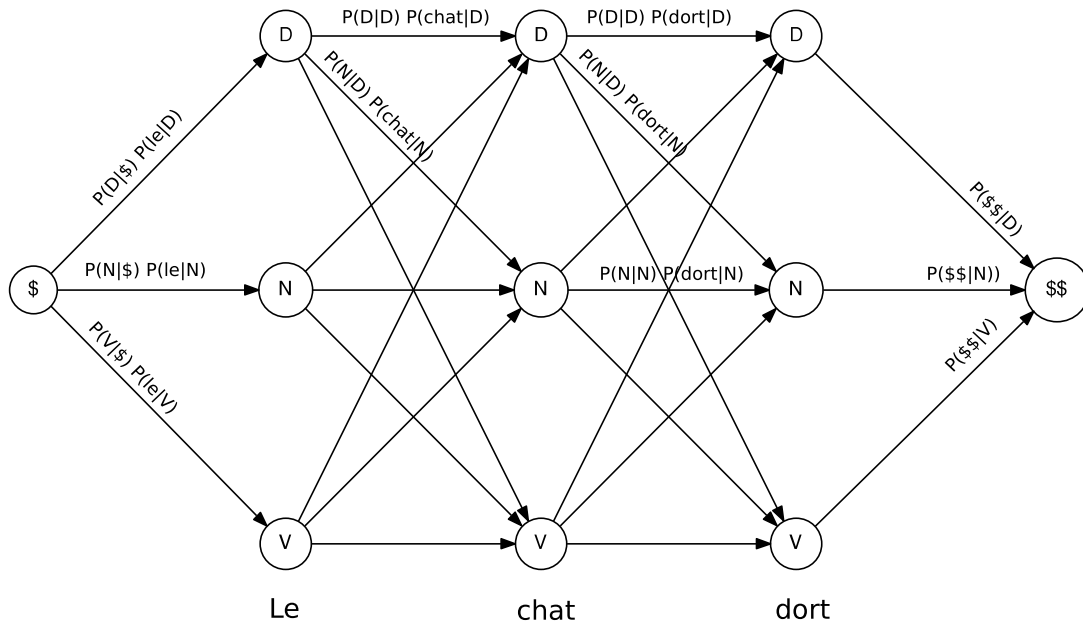 D P(D|D) P(chat|D) D P(D|D) P(dort|D) D
P(D|$) P(le|D)
P(N|D) P(chat|N)
P(N|D) P(dort|N)
P($$|D)
$ P(N|$) P(le|N) N N P(N|N) P(dort|N) N P($$|N)) $$
P(V|$) P(le|V)
P($$|V)
V V V
Le chat dort